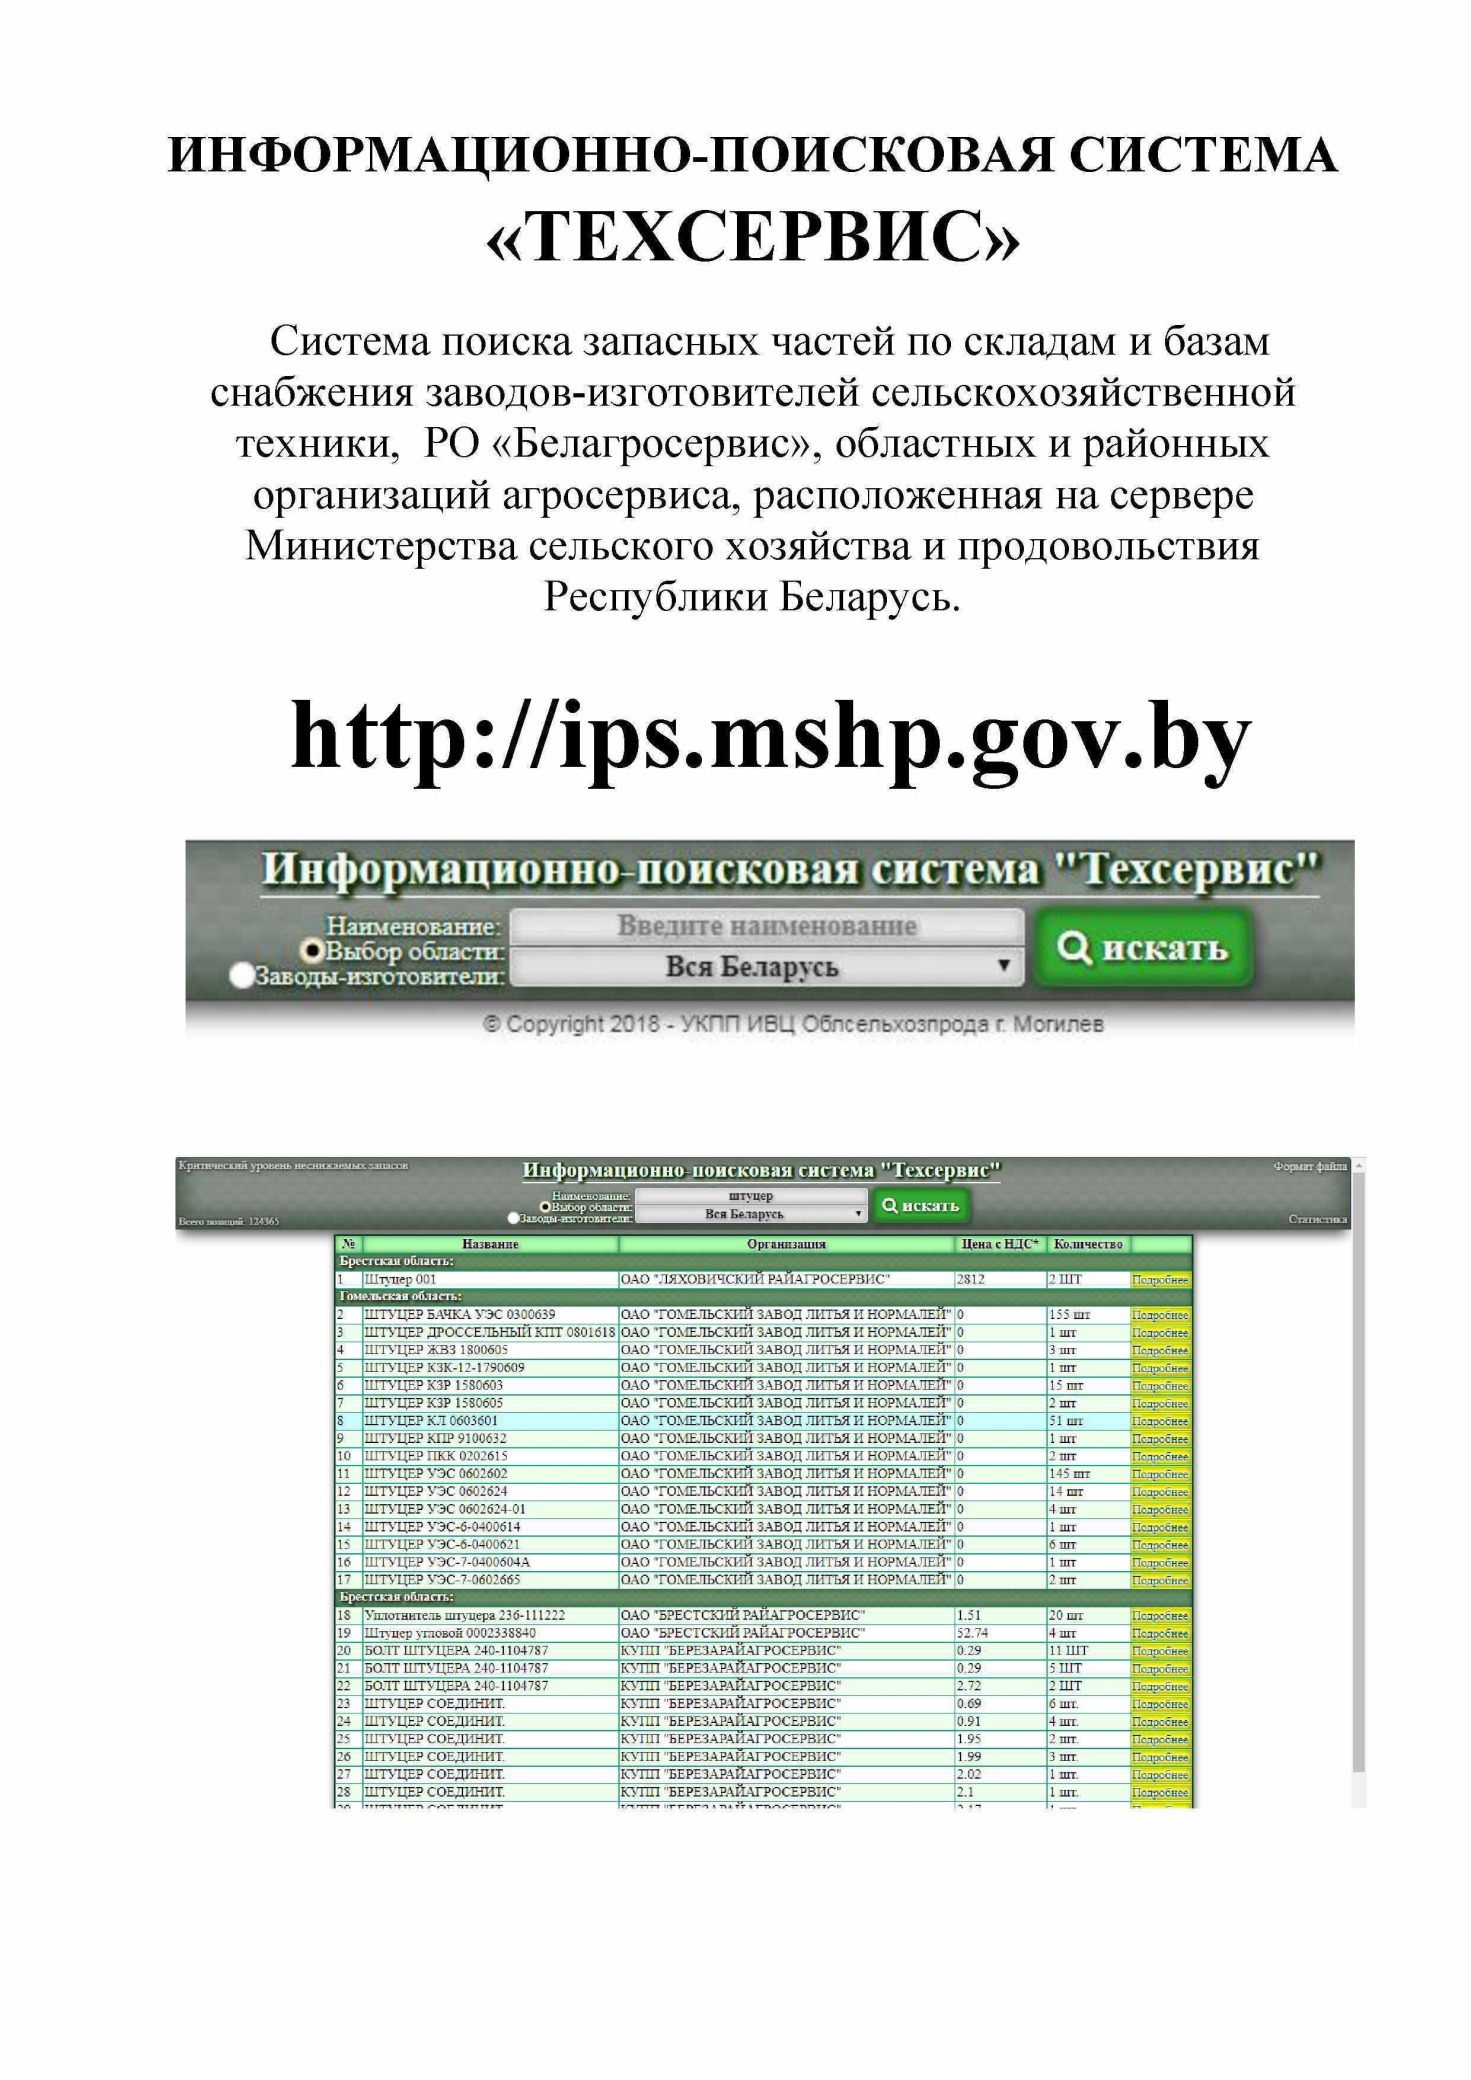 ИНФОРМАЦИОННО-ПОИСКОВАЯ СИСТЕМА
«ТЕХСЕРВИС»
Система поиска запасных частей по складам и базам
снабжения заводов-изготовителей сельскохозяйственной
техники, РО «Белагросервис», областных и районных
организаций агросервиса, расположенная на сервере
Министерства сельского хозяйства и продовольствия
Республики Беларусь.
http://ips.mshp.gov.by
Информационно-поисковая система "Техсервис"
Наименование: Введите наименование
Выбор области: Вся Беларусь
Заводы-изготовители:
искать
© Copyright 2018 - УКПП ИВЦ Облсельхозпрода г. Могилев
Критический уровень неснижаемых запасов Информационно-поисковая система "Техсервис" Формат файла
Наименование: штуцер
Выбор области: Вся Беларусь
Заводы-изготовители:
искать
Всего позиций: 124365 Статистика
№ Название Организация Цена с НДС* Количество
Брестская область:
1 Штуцер 001 ОАО "ЛЯХОВИЧСКИЙ РАЙАГРОСЕРВИС" 2812 2 ШТ Подробнее
Гомельская область:
2 ШТУЦЕР БАЧКА УЭС 0300639 ОАО "ГОМЕЛЬСКИЙ ЗАВОД ЛИТЬЯ И НОРМАЛЕЙ" 0 155 шт Подробнее
3 ШТУЦЕР ДРОССЕЛЬНЫЙ КПТ 0801618 ОАО "ГОМЕЛЬСКИЙ ЗАВОД ЛИТЬЯ И НОРМАЛЕЙ" 0 1 шт Подробнее
4 ШТУЦЕР ЖВЗ 1800605 ОАО "ГОМЕЛЬСКИЙ ЗАВОД ЛИТЬЯ И НОРМАЛЕЙ" 0 3 шт Подробнее
5 ШТУЦЕР КЗК-12-1790609 ОАО "ГОМЕЛЬСКИЙ ЗАВОД ЛИТЬЯ И НОРМАЛЕЙ" 0 1 шт Подробнее
6 ШТУЦЕР КЗР 1580603 ОАО "ГОМЕЛЬСКИЙ ЗАВОД ЛИТЬЯ И НОРМАЛЕЙ" 0 15 шт Подробнее
7 ШТУЦЕР КЗР 1580605 ОАО "ГОМЕЛЬСКИЙ ЗАВОД ЛИТЬЯ И НОРМАЛЕЙ" 0 2 шт Подробнее
8 ШТУЦЕР КЛ 0603601 ОАО "ГОМЕЛЬСКИЙ ЗАВОД ЛИТЬЯ И НОРМАЛЕЙ" 0 51 шт Подробнее
9 ШТУЦЕР КПР 9100632 ОАО "ГОМЕЛЬСКИЙ ЗАВОД ЛИТЬЯ И НОРМАЛЕЙ" 0 1 шт Подробнее
10 ШТУЦЕР ПКК 0202615 ОАО "ГОМЕЛЬСКИЙ ЗАВОД ЛИТЬЯ И НОРМАЛЕЙ" 0 2 шт Подробнее
11 ШТУЦЕР УЭС 0602602 ОАО "ГОМЕЛЬСКИЙ ЗАВОД ЛИТЬЯ И НОРМАЛЕЙ" 0 145 шт Подробнее
12 ШТУЦЕР УЭС 0602624 ОАО "ГОМЕЛЬСКИЙ ЗАВОД ЛИТЬЯ И НОРМАЛЕЙ" 0 14 шт Подробнее
13 ШТУЦЕР УЭС 0602624-01 ОАО "ГОМЕЛЬСКИЙ ЗАВОД ЛИТЬЯ И НОРМАЛЕЙ" 0 4 шт Подробнее
14 ШТУЦЕР УЭС-6-0400614 ОАО "ГОМЕЛЬСКИЙ ЗАВОД ЛИТЬЯ И НОРМАЛЕЙ" 0 1 шт Подробнее
15 ШТУЦЕР УЭС-6-0400621 ОАО "ГОМЕЛЬСКИЙ ЗАВОД ЛИТЬЯ И НОРМАЛЕЙ" 0 6 шт Подробнее
16 ШТУЦЕР УЭС-7-0400604А ОАО "ГОМЕЛЬСКИЙ ЗАВОД ЛИТЬЯ И НОРМАЛЕЙ" 0 1 шт Подробнее
17 ШТУЦЕР УЭС-7-0602665 ОАО "ГОМЕЛЬСКИЙ ЗАВОД ЛИТЬЯ И НОРМАЛЕЙ" 0 2 шт Подробнее
Брестская область:
18 Уплотнитель штуцера 236-111222 ОАО "БРЕСТСКИЙ РАЙАГРОСЕРВИС" 1.51 20 шт Подробнее
19 Штуцер угловой 0002338840 ОАО "БРЕСТСКИЙ РАЙАГРОСЕРВИС" 52.74 4 шт Подробнее
20 БОЛТ ШТУЦЕРА 240-1104787 КУПП "БЕРЕЗАРАЙАГРОСЕРВИС" 0.29 11 ШТ Подробнее
21 БОЛТ ШТУЦЕРА 240-1104787 КУПП "БЕРЕЗАРАЙАГРОСЕРВИС" 0.29 5 ШТ Подробнее
22 БОЛТ ШТУЦЕРА 240-1104787 КУПП "БЕРЕЗАРАЙАГРОСЕРВИС" 2.72 2 ШТ Подробнее
23 ШТУЦЕР СОЕДИНИТ. КУПП "БЕРЕЗАРАЙАГРОСЕРВИС" 0.69 6 шт. Подробнее
24 ШТУЦЕР СОЕДИНИТ. КУПП "БЕРЕЗАРАЙАГРОСЕРВИС" 0.91 4 шт. Подробнее
25 ШТУЦЕР СОЕДИНИТ. КУПП "БЕРЕЗАРАЙАГРОСЕРВИС" 1.95 2 шт. Подробнее
26 ШТУЦЕР СОЕДИНИТ. КУПП "БЕРЕЗАРАЙАГРОСЕРВИС" 1.99 3 шт. Подробнее
27 ШТУЦЕР СОЕДИНИТ. КУПП "БЕРЕЗАРАЙАГРОСЕРВИС" 2.02 1 шт. Подробнее
28 ШТУЦЕР СОЕДИНИТ. КУПП "БЕРЕЗАРАЙАГРОСЕРВИС" 2.1 1 шт. Подробнее